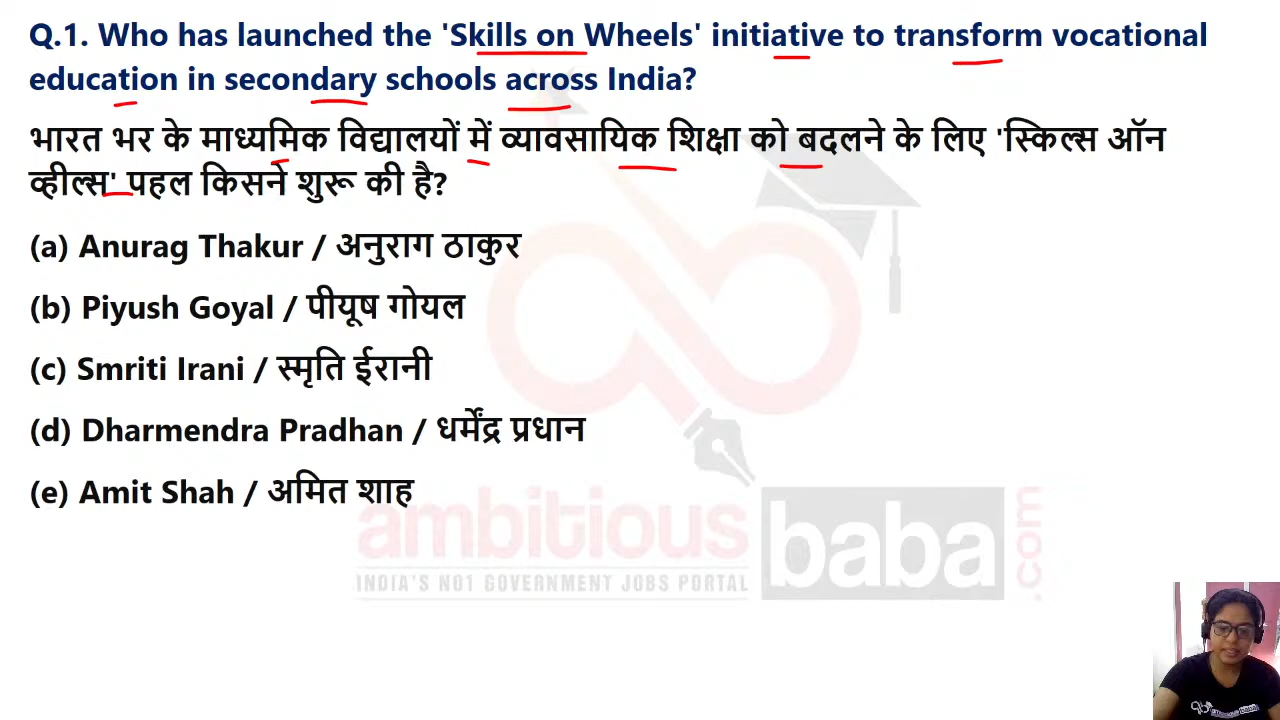 Q.1. Who has launched the 'Skills on Wheels' initiative to transform vocational
education in secondary schools across India?
भारत भर के माध्यमिक विद्यालयों में व्यावसायिक शिक्षा को बदलने के लिए 'स्किल्स ऑन
व्हील्स' पहल किसने शुरू की है?
(a) Anurag Thakur / अनुराग ठाकुर
(b) Piyush Goyal / पीयूष गोयल
(c) Smriti Irani / स्मृति ईरानी
(d) Dharmendra Pradhan / धर्मेंद्र प्रधान
(e) Amit Shah / अमित शाह
ambitious baba .com
INDIA'S NO1 GOVERNMENT JOBS PORTAL